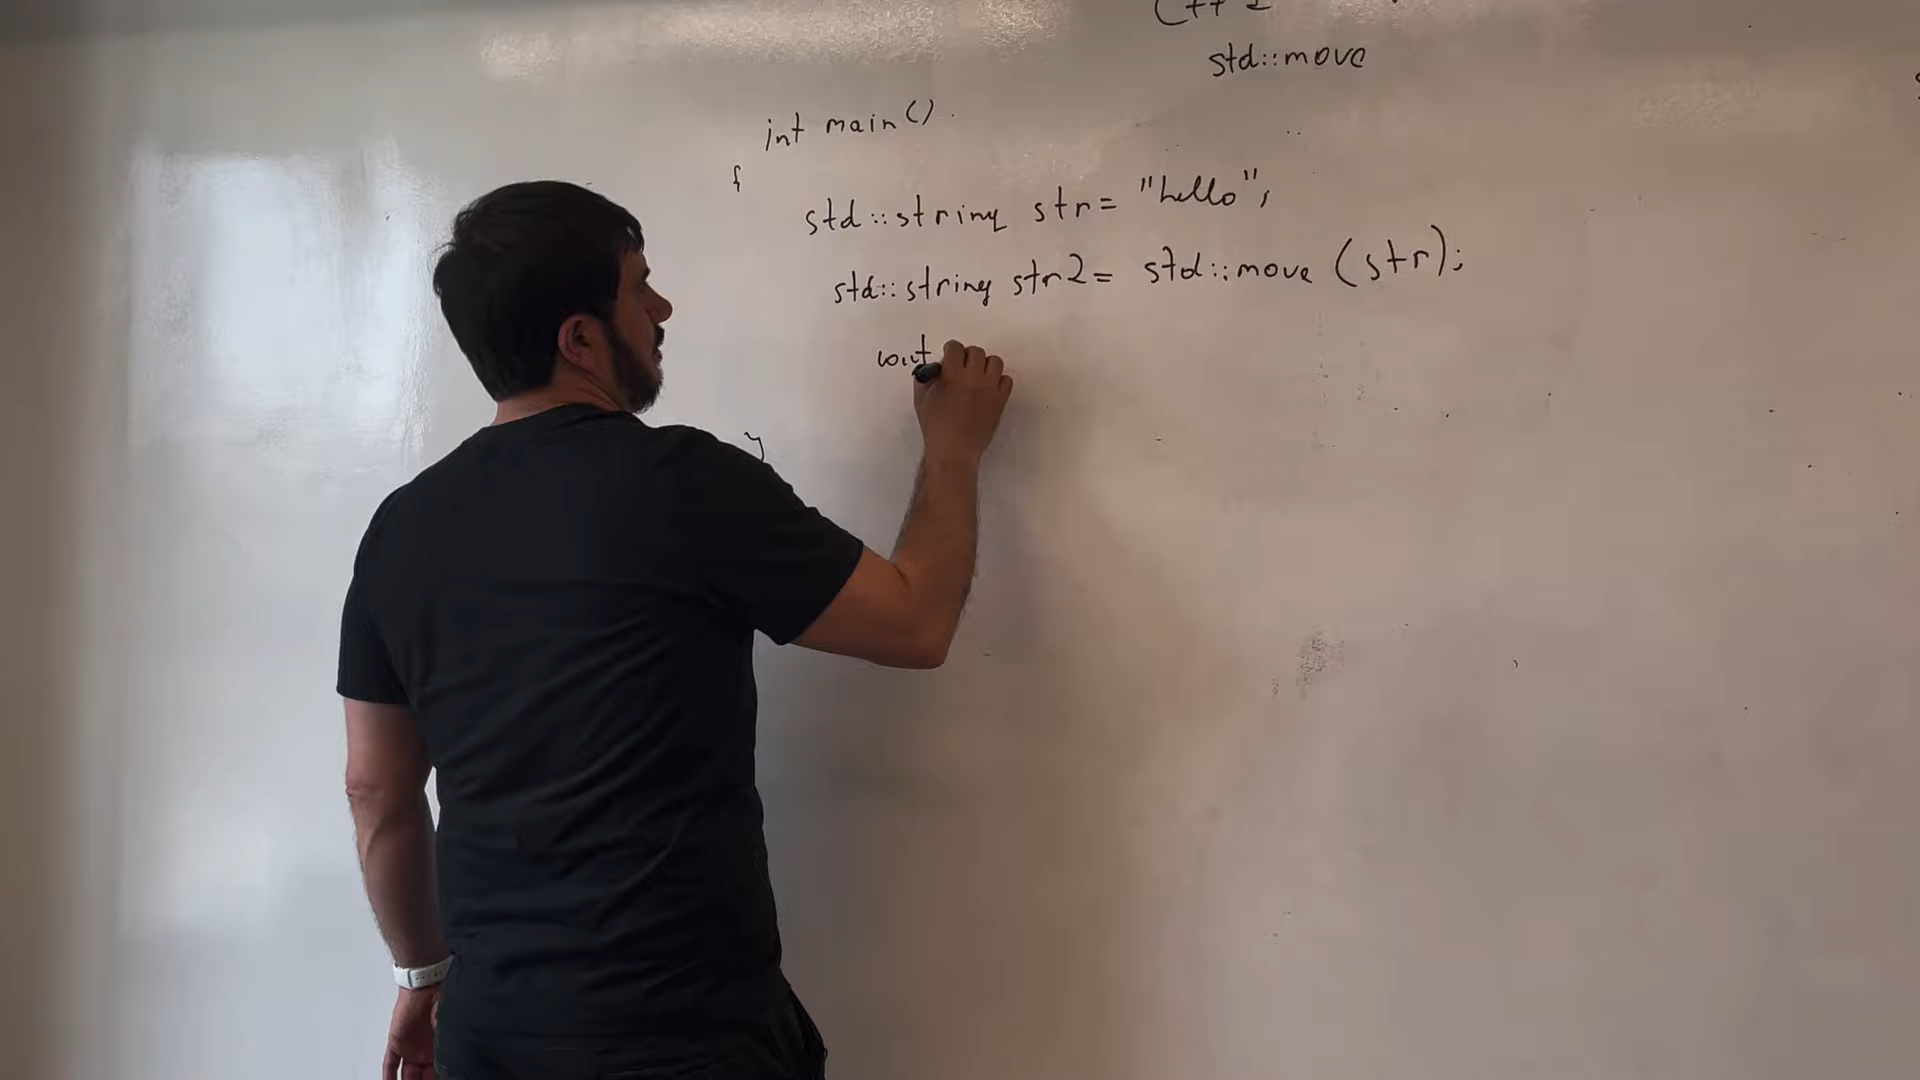 std::move
int main()
{
std::string str = "hello";
std::string str2 = std::move (str);
cout
}